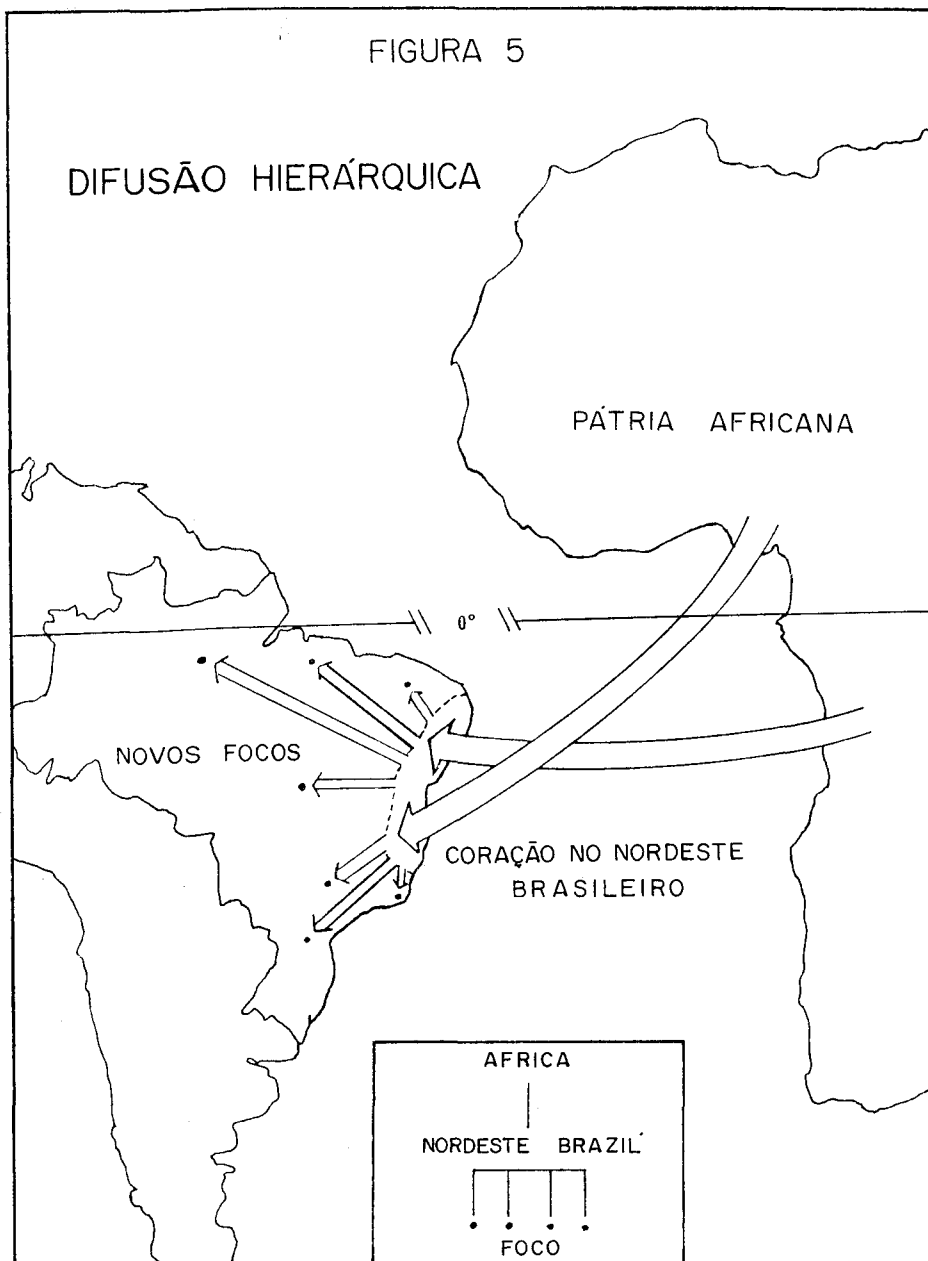 FIGURA 5
DIFUSÃO HIERÁRQUICA
PÁTRIA AFRICANA
0°
NOVOS FOCOS
CORAÇÃO NO NORDESTE
BRASILEIRO
AFRICA
NORDESTE BRAZIL
FOCO